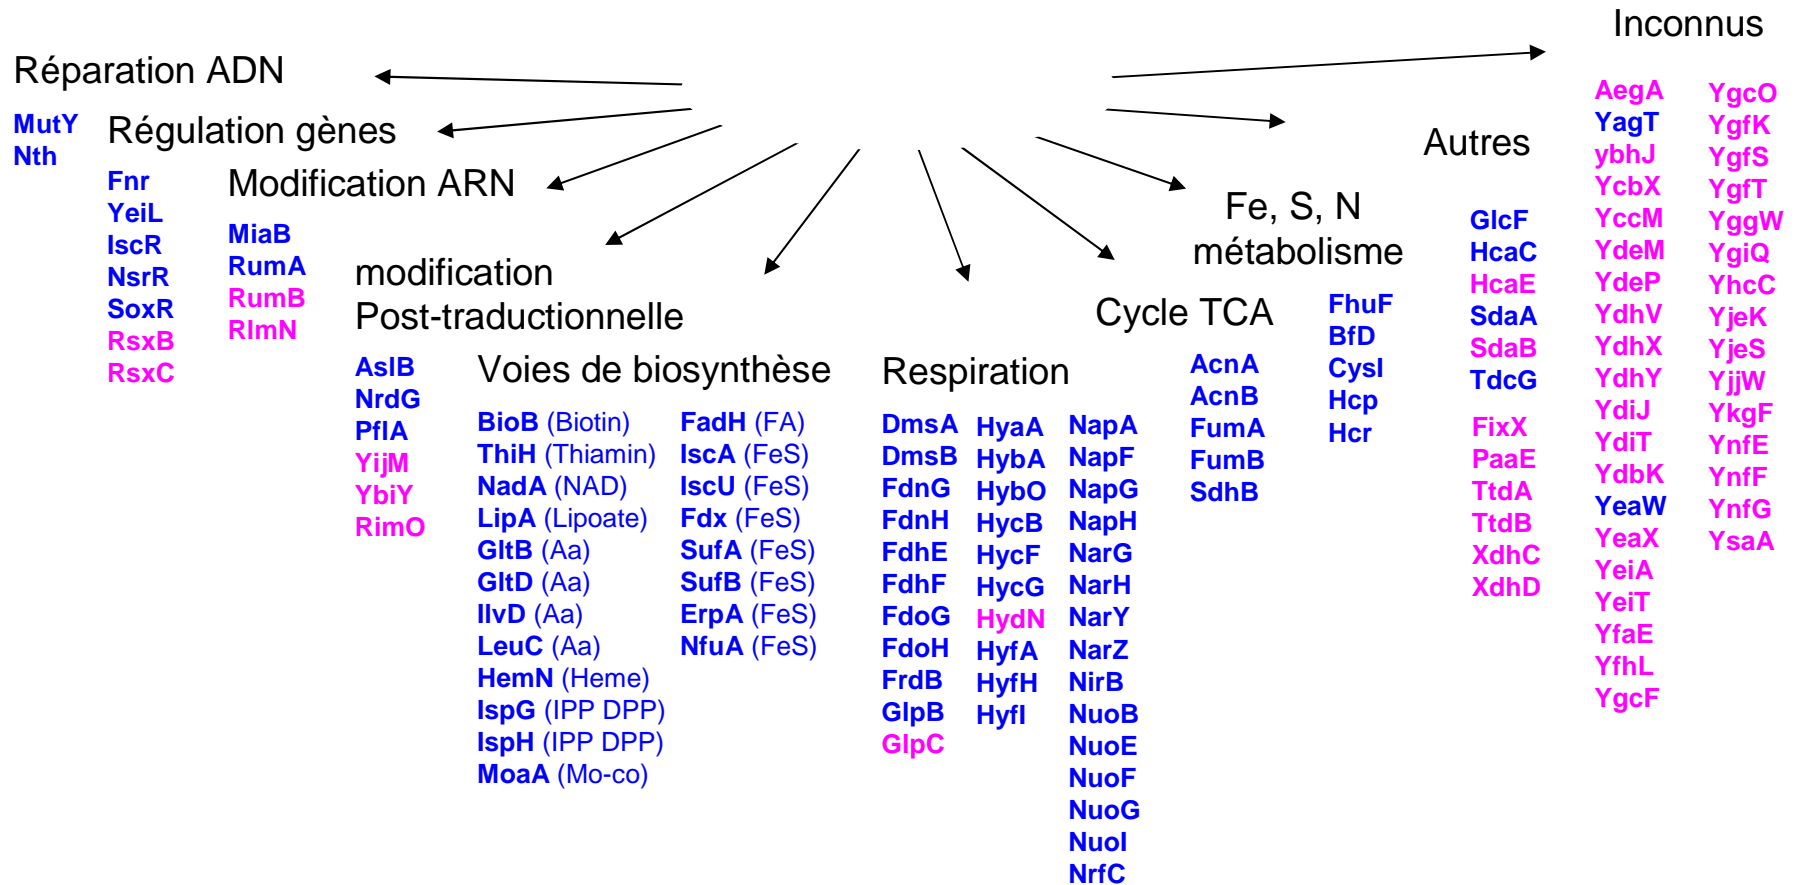 Réparation ADN
MutY
Nth
Régulation gènes
Fnr
YeiL
IscR
NsrR
SoxR
RsxB
RsxC
Modification ARN
MiaB
RumA
RumB
RlmN
modification
Post-traductionnelle
AslB
NrdG
PflA
YijM
YbiY
RimO
Voies de biosynthèse
BioB (Biotin)
ThiH (Thiamin)
NadA (NAD)
LipA (Lipoate)
GltB (Aa)
GltD (Aa)
IlvD (Aa)
LeuC (Aa)
HemN (Heme)
IspG (IPP DPP)
IspH (IPP DPP)
MoaA (Mo-co)
FadH (FA)
IscA (FeS)
IscU (FeS)
Fdx (FeS)
SufA (FeS)
SufB (FeS)
ErpA (FeS)
NfuA (FeS)
Respiration
DmsA
DmsB
FdnG
FdnH
FdhE
FdhF
FdoG
FdoH
FrdB
GlpB
GlpC
HyaA
HybA
HybO
HycB
HycF
HycG
HydN
HyfA
HyfH
HyfI
NapA
NapF
NapG
NapH
NarG
NarH
NarY
NarZ
NirB
NuoB
NuoE
NuoF
NuoG
NuoI
NrfC
Cycle TCA
AcnA
AcnB
FumA
FumB
SdhB
Fe, S, N
métabolisme
FhuF
BfD
CysI
Hcp
Hcr
Autres
GlcF
HcaC
HcaE
SdaA
SdaB
TdcG
FixX
PaaE
TtdA
TtdB
XdhC
XdhD
Inconnus
AegA
YagT
ybhJ
YcbX
YccM
YdeM
YdeP
YdhV
YdhX
YdhY
YdiJ
YdiT
YdbK
YeaW
YeaX
YeiA
YeiT
YfaE
YfhL
YgcF
YgcO
YgfK
YgfS
YgfT
YggW
YgiQ
YhcC
YjeK
YjeS
YjjW
YkgF
YnfE
YnfF
YnfG
YsaA